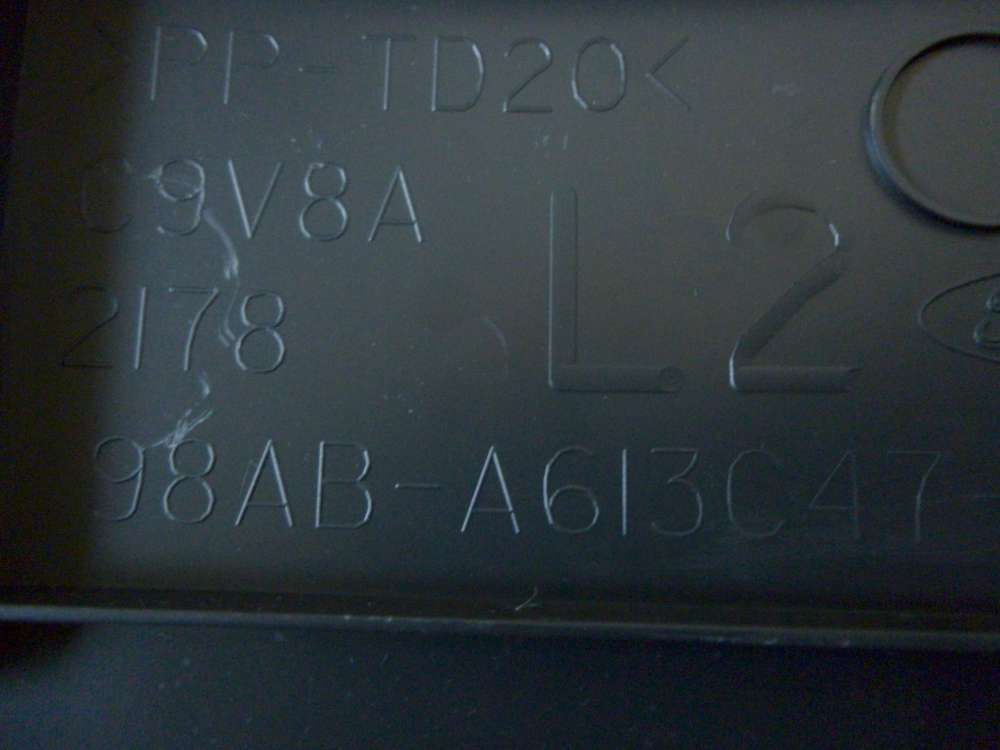 >PP-TD20<
C9V8A
2178
L2
98AB-A613C47-